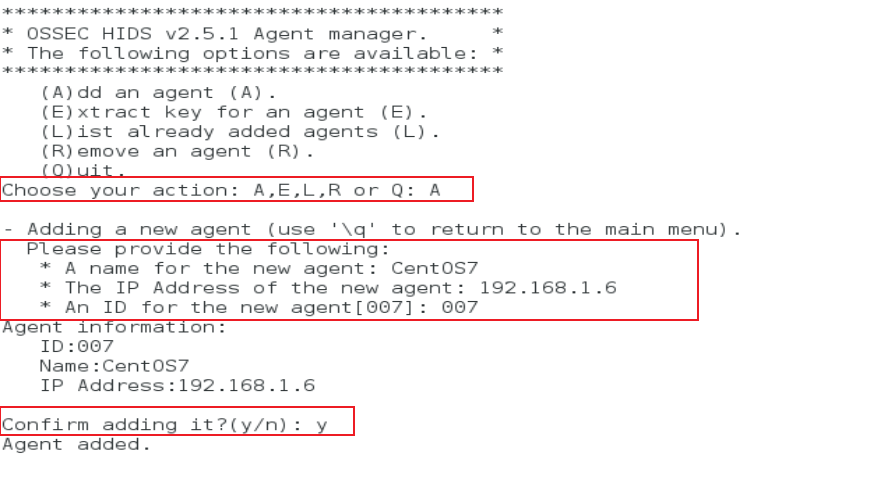 ****************************************
* OSSEC HIDS v2.5.1 Agent manager.     *
* The following options are available: *
****************************************
   (A)dd an agent (A).
   (E)xtract key for an agent (E).
   (L)ist already added agents (L).
   (R)emove an agent (R).
   (Q)uit.
Choose your action: A,E,L,R or Q: A
- Adding a new agent (use '\q' to return to the main menu).
  Please provide the following:
   * A name for the new agent: CentOS7
   * The IP Address of the new agent: 192.168.1.6
   * An ID for the new agent[007]: 007
Agent information:
   ID:007
   Name:CentOS7
   IP Address:192.168.1.6
Confirm adding it?(y/n): y
Agent added.